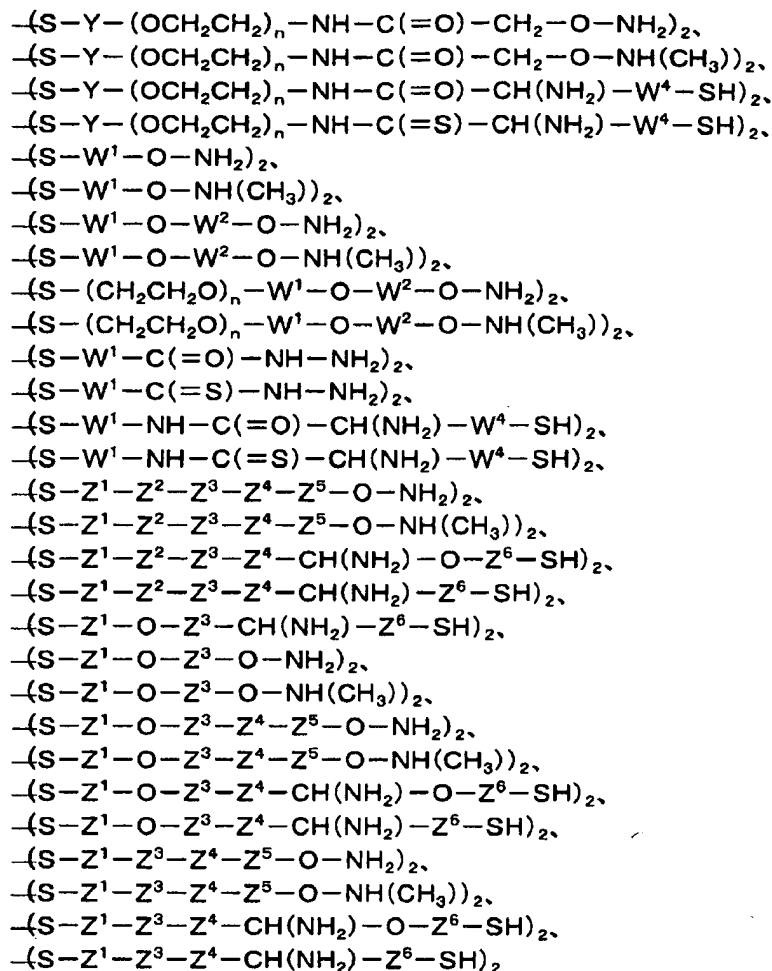 –(S–Y–(OCH₂CH₂)ₙ–NH–C(=O)–CH₂–O–NH₂)₂、
–(S–Y–(OCH₂CH₂)ₙ–NH–C(=O)–CH₂–O–NH(CH₃))₂、
–(S–Y–(OCH₂CH₂)ₙ–NH–C(=O)–CH(NH₂)–W⁴–SH)₂、
–(S–Y–(OCH₂CH₂)ₙ–NH–C(=S)–CH(NH₂)–W⁴–SH)₂、
–(S–W¹–O–NH₂)₂、
–(S–W¹–O–NH(CH₃))₂、
–(S–W¹–O–W²–O–NH₂)₂、
–(S–W¹–O–W²–O–NH(CH₃))₂、
–(S–(CH₂CH₂O)ₙ–W¹–O–W²–O–NH₂)₂、
–(S–(CH₂CH₂O)ₙ–W¹–O–W²–O–NH(CH₃))₂、
–(S–W¹–C(=O)–NH–NH₂)₂、
–(S–W¹–C(=S)–NH–NH₂)₂、
–(S–W¹–NH–C(=O)–CH(NH₂)–W⁴–SH)₂、
–(S–W¹–NH–C(=S)–CH(NH₂)–W⁴–SH)₂、
–(S–Z¹–Z²–Z³–Z⁴–Z⁵–O–NH₂)₂、
–(S–Z¹–Z²–Z³–Z⁴–Z⁵–O–NH(CH₃))₂、
–(S–Z¹–Z²–Z³–Z⁴–CH(NH₂)–O–Z⁶–SH)₂、
–(S–Z¹–Z²–Z³–Z⁴–CH(NH₂)–Z⁶–SH)₂、
–(S–Z¹–O–Z³–CH(NH₂)–Z⁶–SH)₂、
–(S–Z¹–O–Z³–O–NH₂)₂、
–(S–Z¹–O–Z³–O–NH(CH₃))₂、
–(S–Z¹–O–Z³–Z⁴–Z⁵–O–NH₂)₂、
–(S–Z¹–O–Z³–Z⁴–Z⁵–O–NH(CH₃))₂、
–(S–Z¹–O–Z³–Z⁴–CH(NH₂)–O–Z⁶–SH)₂、
–(S–Z¹–O–Z³–Z⁴–CH(NH₂)–Z⁶–SH)₂、
–(S–Z¹–Z³–Z⁴–Z⁵–O–NH₂)₂、
–(S–Z¹–Z³–Z⁴–Z⁵–O–NH(CH₃))₂、
–(S–Z¹–Z³–Z⁴–CH(NH₂)–O–Z⁶–SH)₂、
–(S–Z¹–Z³–Z⁴–CH(NH₂)–Z⁶–SH)₂